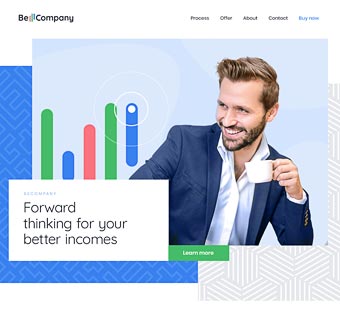 BeCompany
Process Offer About Contact Buy now
BECOMPANY
Forward
thinking for your
better incomes
Learn more